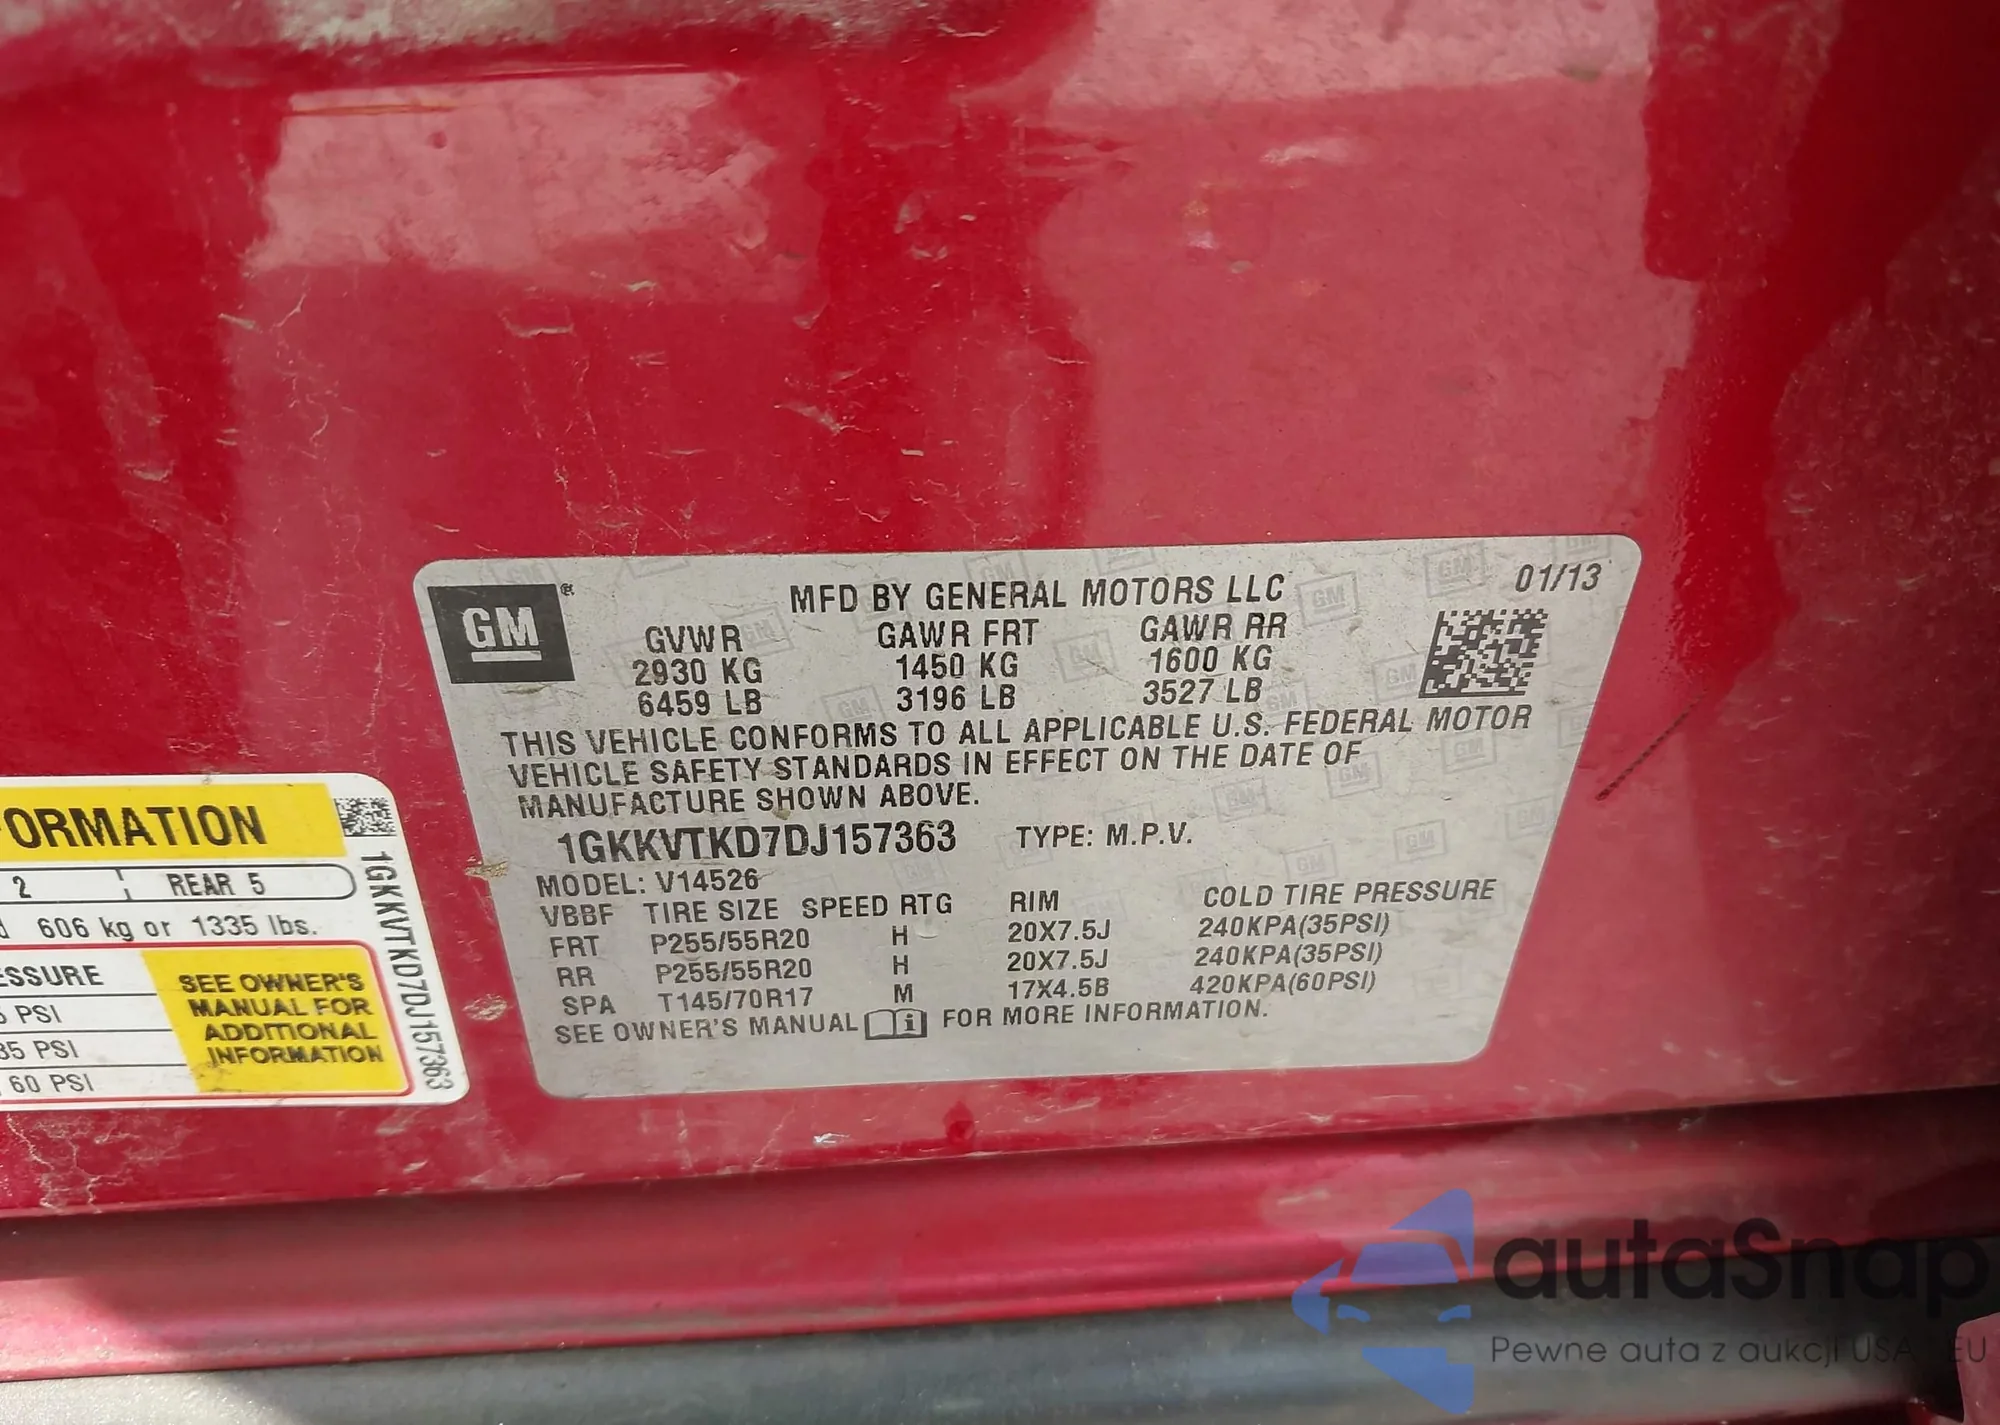 GM
MFD BY GENERAL MOTORS LLC 01/13
GVWR GAWR FRT GAWR RR
2930 KG 1450 KG 1600 KG
6459 LB 3196 LB 3527 LB
THIS VEHICLE CONFORMS TO ALL APPLICABLE U.S. FEDERAL MOTOR
VEHICLE SAFETY STANDARDS IN EFFECT ON THE DATE OF
MANUFACTURE SHOWN ABOVE.
1GKKVTKD7DJ157363 TYPE: M.P.V.
MODEL: V14526
VBBF TIRE SIZE SPEED RTG RIM COLD TIRE PRESSURE
FRT P255/55R20 H 20X7.5J 240KPA(35PSI)
RR P255/55R20 H 20X7.5J 240KPA(35PSI)
SPA T145/70R17 M 17X4.5B 420KPA(60PSI)
SEE OWNER'S MANUAL FOR MORE INFORMATION.
ORMATION
2 REAR 5
606 kg or 1335 lbs.
ESSURE
PSI
35 PSI
60 PSI
SEE OWNER'S
MANUAL FOR
ADDITIONAL
INFORMATION
1GKKVTKD7DJ157363
autaSnap
Pewne auta z aukcji USA EU